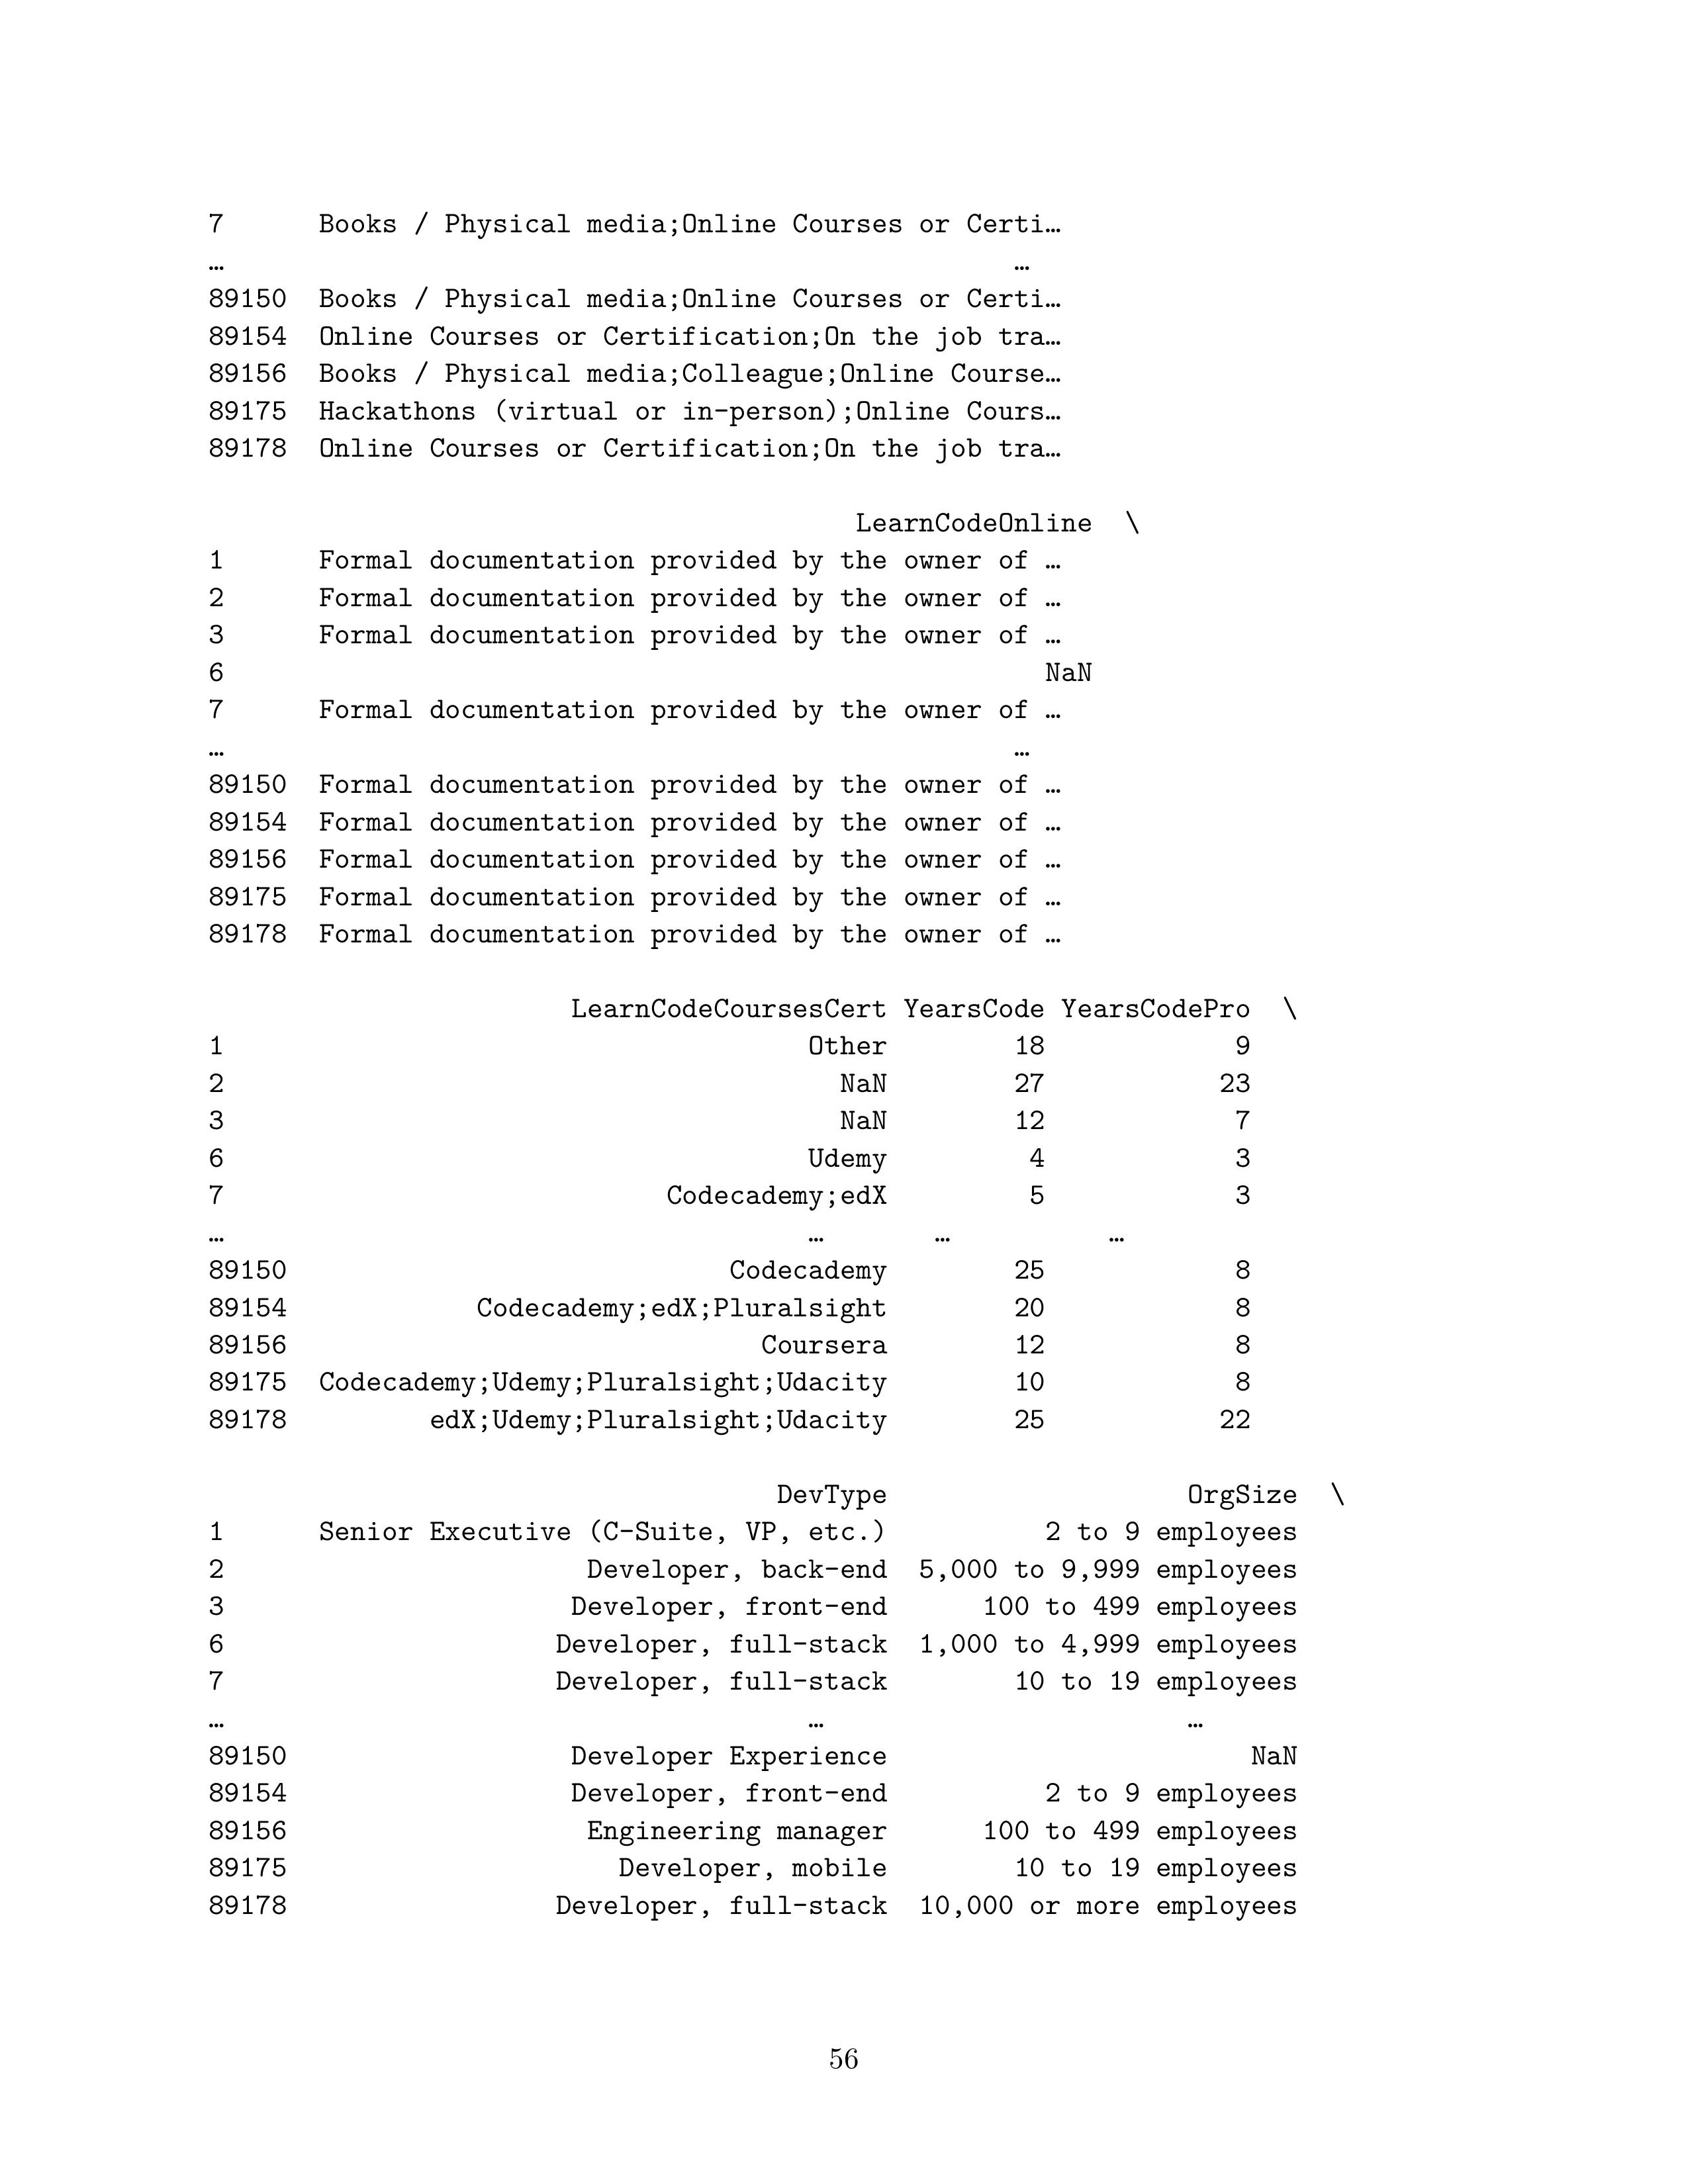 7      Books / Physical media;Online Courses or Certi…
…                                                  …
89150  Books / Physical media;Online Courses or Certi…
89154  Online Courses or Certification;On the job tra…
89156  Books / Physical media;Colleague;Online Course…
89175  Hackathons (virtual or in-person);Online Cours…
89178  Online Courses or Certification;On the job tra…
LearnCodeOnline  \
1      Formal documentation provided by the owner of …
2      Formal documentation provided by the owner of …
3      Formal documentation provided by the owner of …
6                                                    NaN
7      Formal documentation provided by the owner of …
…                                                  …
89150  Formal documentation provided by the owner of …
89154  Formal documentation provided by the owner of …
89156  Formal documentation provided by the owner of …
89175  Formal documentation provided by the owner of …
89178  Formal documentation provided by the owner of …
LearnCodeCoursesCert YearsCode YearsCodePro  \
1                                     Other        18            9
2                                       NaN        27           23
3                                       NaN        12            7
6                                     Udemy         4            3
7                            Codecademy;edX         5            3
…                                     …       …          …
89150                            Codecademy        25            8
89154            Codecademy;edX;Pluralsight        20            8
89156                              Coursera        12            8
89175  Codecademy;Udemy;Pluralsight;Udacity        10            8
89178         edX;Udemy;Pluralsight;Udacity        25           22
DevType                   OrgSize  \
1      Senior Executive (C-Suite, VP, etc.)          2 to 9 employees
2                       Developer, back-end  5,000 to 9,999 employees
3                      Developer, front-end      100 to 499 employees
6                     Developer, full-stack  1,000 to 4,999 employees
7                     Developer, full-stack        10 to 19 employees
…                                     …                       …
89150                  Developer Experience                       NaN
89154                  Developer, front-end          2 to 9 employees
89156                   Engineering manager      100 to 499 employees
89175                     Developer, mobile        10 to 19 employees
89178                 Developer, full-stack  10,000 or more employees
56